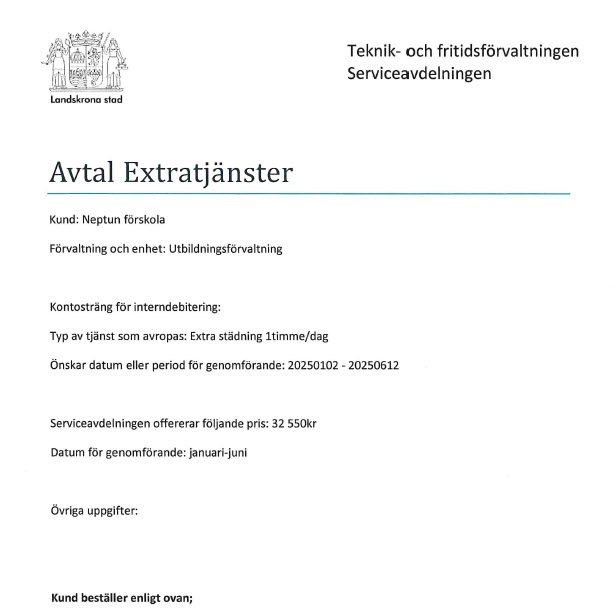 Landskrona stad
Teknik- och fritidsförvaltningen
Serviceavdelningen
Avtal Extratjänster
Kund: Neptun förskola
Förvaltning och enhet: Utbildningsförvaltning
Kontosträng för interndebitering:
Typ av tjänst som avropas: Extra städning 1timme/dag
Önskar datum eller period för genomförande: 20250102 - 20250612
Serviceavdelningen offererar följande pris: 32 550kr
Datum för genomförande: januari-juni
Övriga uppgifter:
Kund beställer enligt ovan;